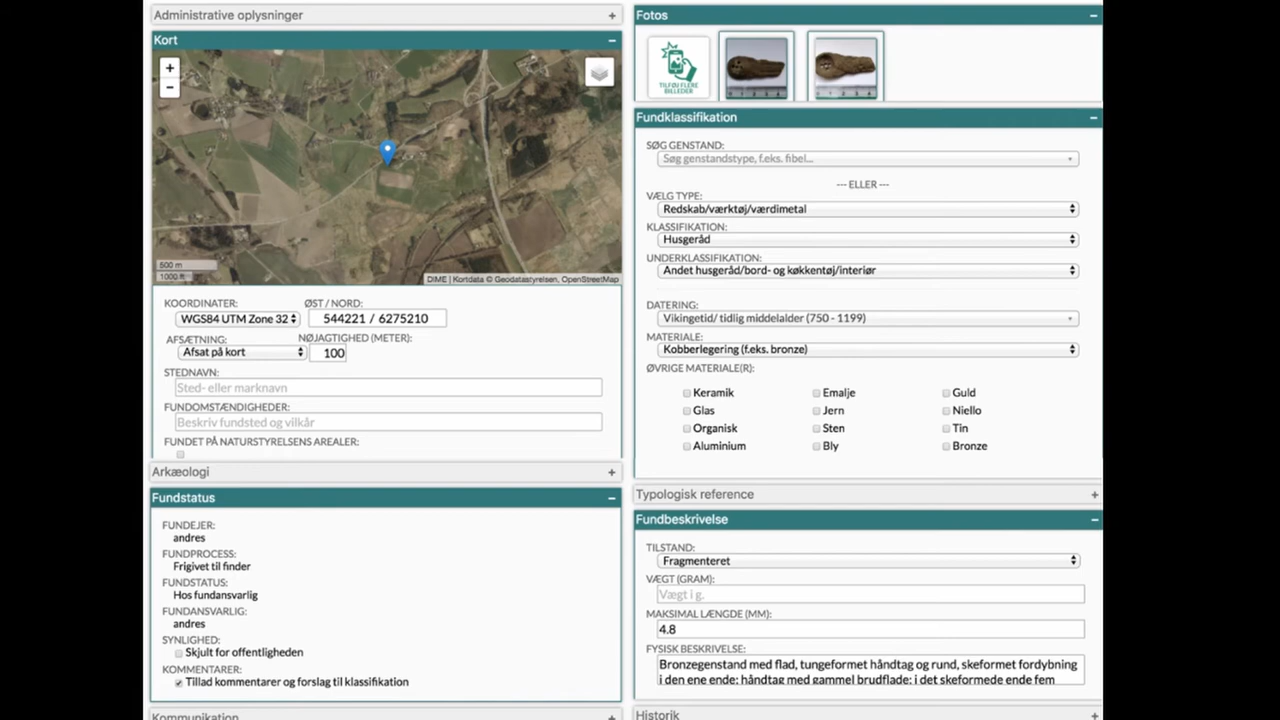 Administrative oplysninger +
Kort −
+
−
500 m
1000 ft
DIME | Kortdata © Geodatastyrelsen, OpenStreetMap
KOORDINATER: ØST / NORD:
WGS84 UTM Zone 32 544221 / 6275210
AFSÆTNING: NØJAGTIGHED (METER):
Afsat på kort 100
STEDNAVN:
Sted- eller marknavn
FUNDOMSTÆNDIGHEDER:
Beskriv fundsted og vilkår
FUNDET PÅ NATURSTYRELSENS AREALER:
Arkæologi +
Fundstatus −
FUNDEJER:
andres
FUNDPROCESS:
Frigivet til finder
FUNDSTATUS:
Hos fundansvarlig
FUNDANSVARLIG:
andres
SYNLIGHED:
Skjult for offentligheden
KOMMENTARER:
Tillad kommentarer og forslag til klassifikation
Kommunikation +
Fotos −
TILFØJ FLERE
BILLEDER
Fundklassifikation −
SØG GENSTAND:
Søg genstandstype, f.eks. fibel...
--- ELLER ---
VÆLG TYPE:
Redskab/værktøj/værdimetal
KLASSIFIKATION:
Husgeråd
UNDERKLASSIFIKATION:
Andet husgeråd/bord- og køkkentøj/interiør
DATERING:
Vikingetid/ tidlig middelalder (750 - 1199)
MATERIALE:
Kobberlegering (f.eks. bronze)
ØVRIGE MATERIALE(R):
Keramik Emalje Guld
Glas Jern Niello
Organisk Sten Tin
Aluminium Bly Bronze
Typologisk reference +
Fundbeskrivelse −
TILSTAND:
Fragmenteret
VÆGT (GRAM):
Vægt i g.
MAKSIMAL LÆNGDE (MM):
4.8
FYSISK BESKRIVELSE:
Bronzegenstand med flad, tungeformet håndtag og rund, skeformet fordybning
i den ene ende; håndtag med gammel brudflade; i det skeformede ende fem
Historik +